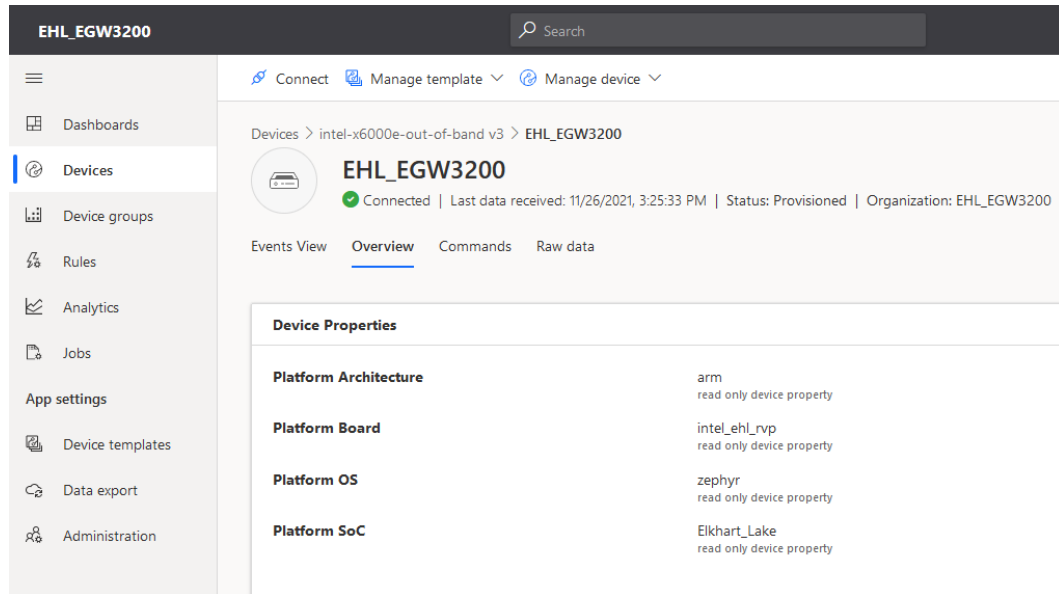 EHL_EGW3200
Search
Connect Manage template Manage device
Dashboards
Devices
Device groups
Rules
Analytics
Jobs
App settings
Device templates
Data export
Administration
Devices > intel-x6000e-out-of-band v3 > EHL_EGW3200
EHL_EGW3200
Connected | Last data received: 11/26/2021, 3:25:33 PM | Status: Provisioned | Organization: EHL_EGW3200
Events View Overview Commands Raw data
Device Properties
Platform Architecture arm
read only device property
Platform Board intel_ehl_rvp
read only device property
Platform OS zephyr
read only device property
Platform SoC Elkhart_Lake
read only device property